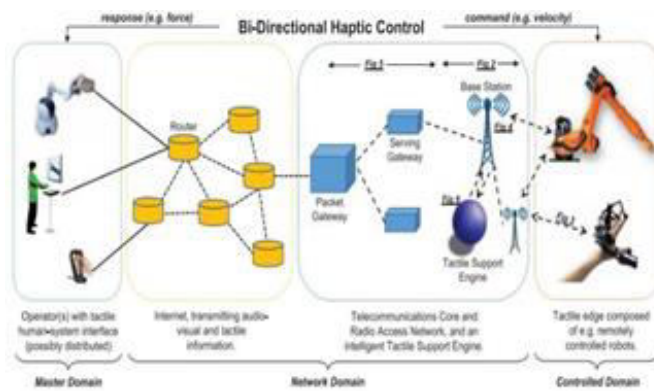 response (e.g. force)
Bi-Directional Haptic Control
command (e.g. velocity)
Router
Base Station
Serving
Gateway
Packet
Gateway
Tactile Support
Engine
Operator(s) with tactile
human-system interface
(possibly distributed)
Internet, transmitting audio-
visual and tactile
information.
Telecommunications Core and
Radio Access Network, and an
intelligent Tactile Support Engine.
Tactile edge composed
of e.g. remotely
controlled robots.
Master Domain
Network Domain
Controlled Domain